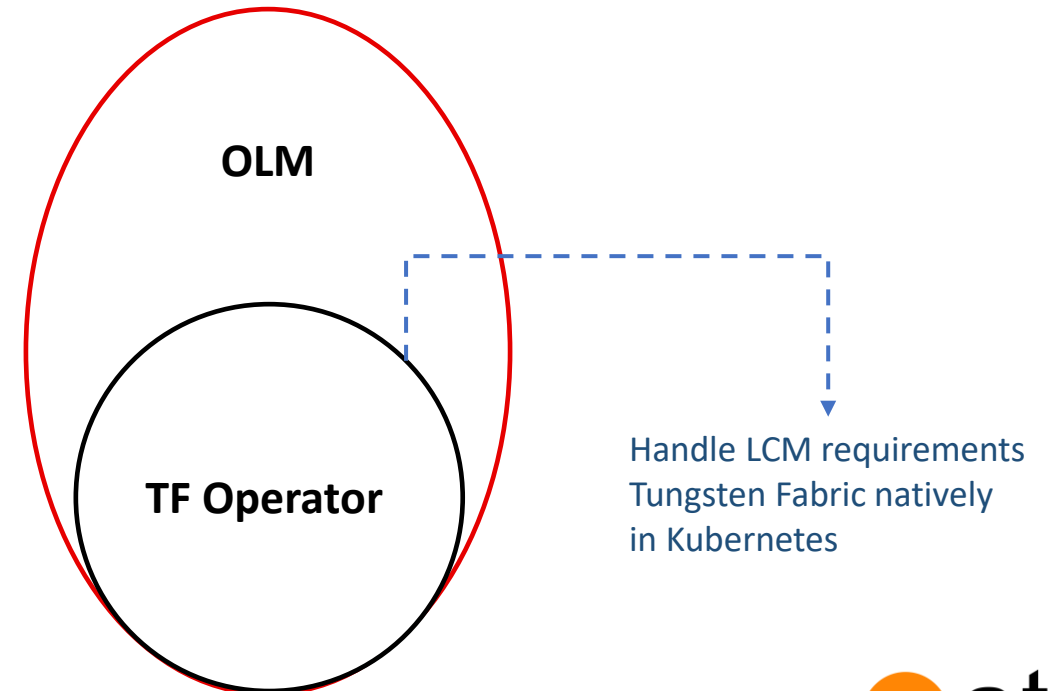 OLM
TF Operator
Handle LCM requirements
Tungsten Fabric natively
in Kubernetes